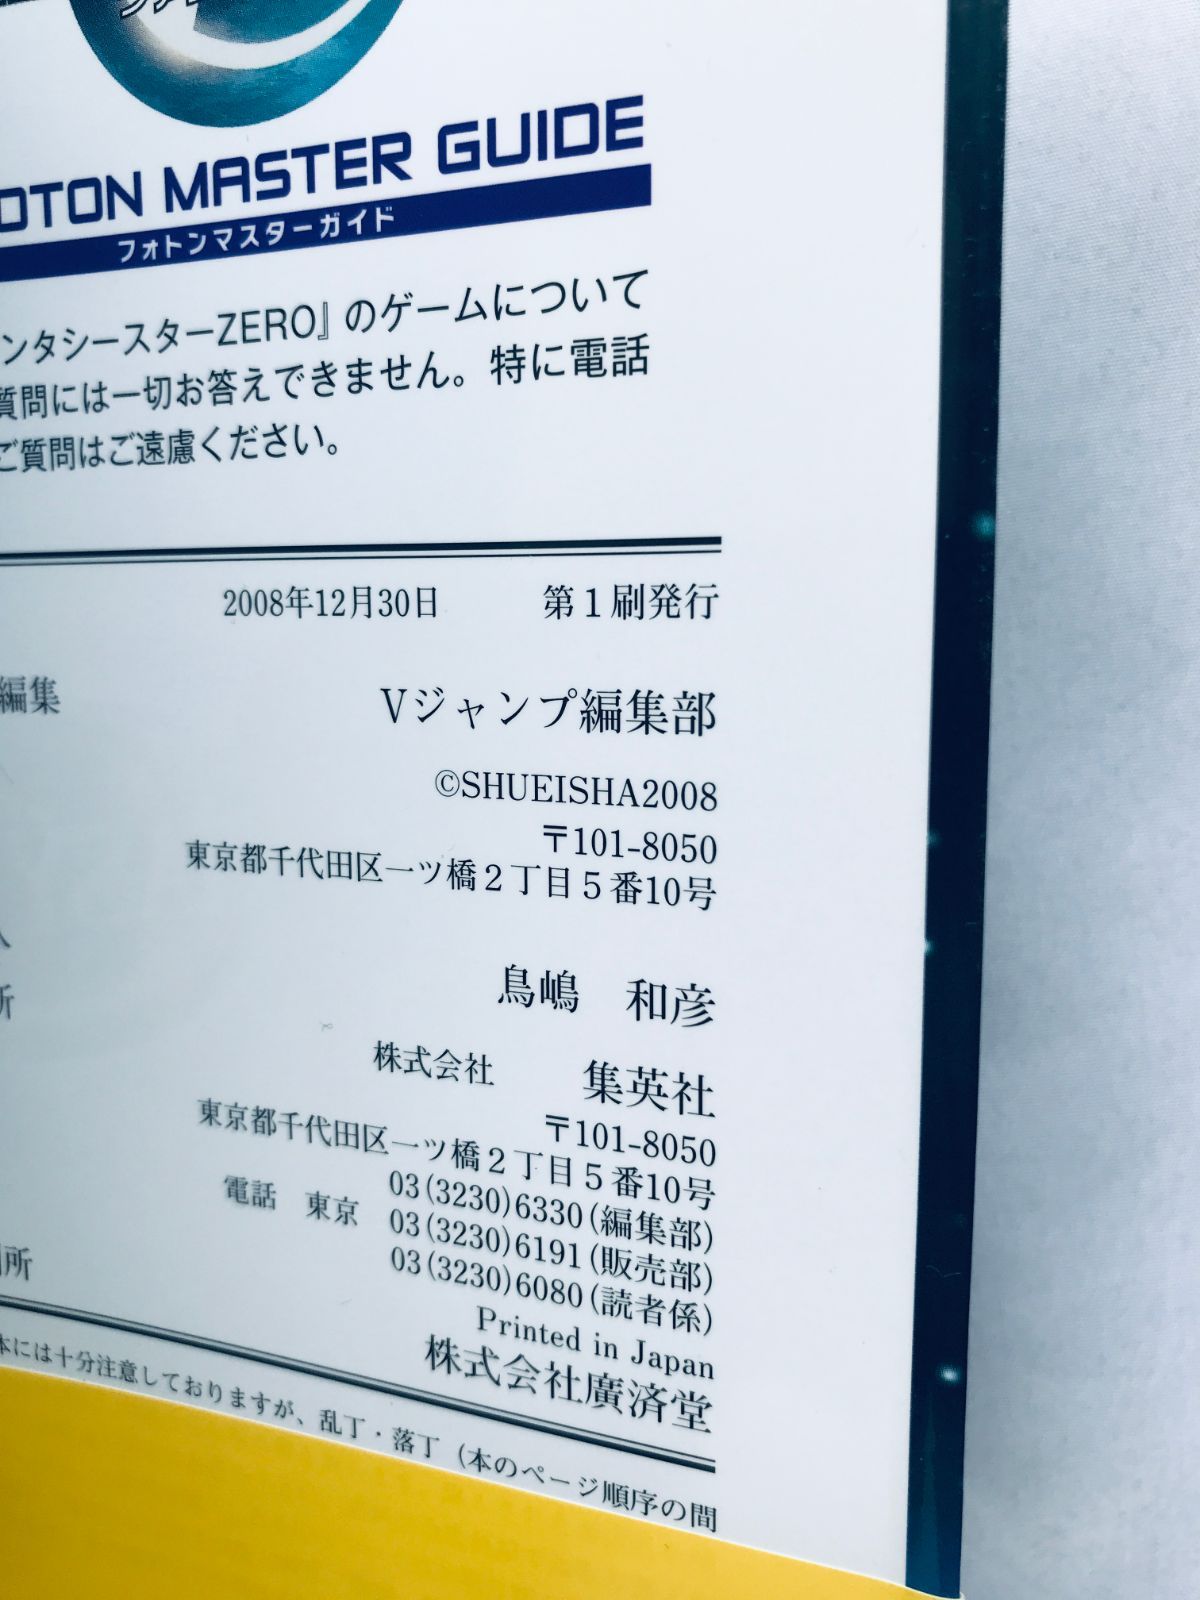 OTON MASTER GUIDE
フォトンマスターガイド
ンタシースターZERO』のゲームについて
質問には一切お答えできません。特に電話
ご質問はご遠慮ください。
2008年12月30日 第1刷発行
編集 Vジャンプ編集部
©SHUEISHA2008
〒101-8050
東京都千代田区一ツ橋2丁目5番10号
人 鳥嶋 和彦
所 株式会社 集英社
〒101-8050
東京都千代田区一ツ橋2丁目5番10号
電話 東京 03(3230)6330(編集部)
03(3230)6191(販売部)
03(3230)6080(読者係)
Printed in Japan
刷所 株式会社廣済堂
本には十分注意しておりますが、乱丁・落丁(本のページ順序の間